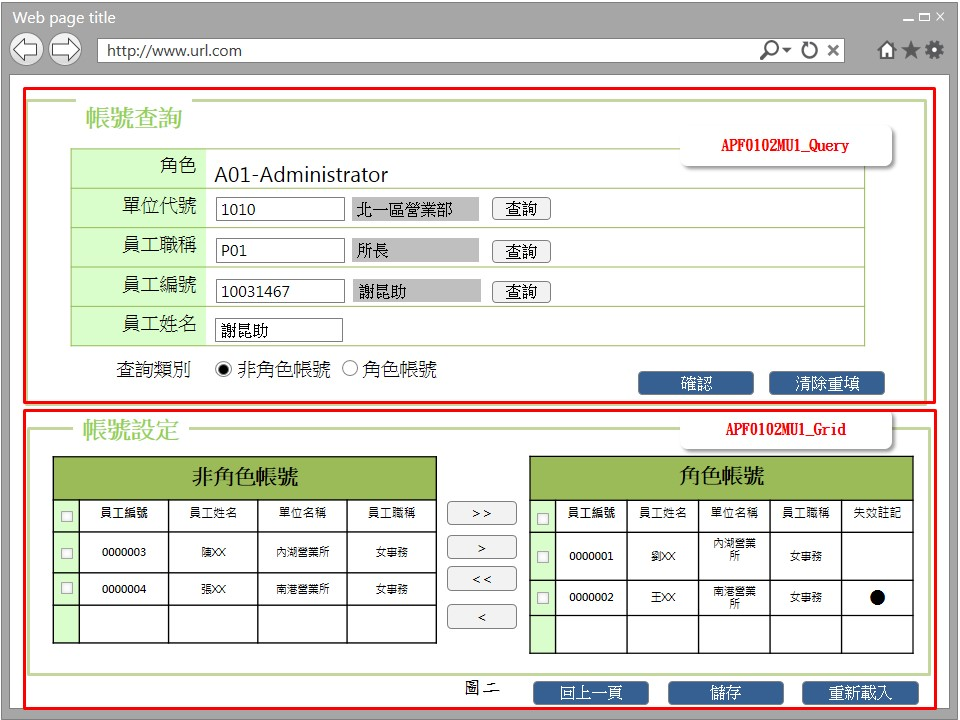 Web page title
http://www.url.com
帳號查詢
APF0102MU1_Query
角色 A01-Administrator
單位代號 1010 北一區營業部 查詢
員工職稱 P01 所長 查詢
員工編號 10031467 謝昆助 查詢
員工姓名 謝昆助
查詢類別 非角色帳號 角色帳號
確認 清除重填
帳號設定
APF0102MU1_Grid
非角色帳號
員工編號 員工姓名 單位名稱 員工職稱
0000003 陳XX 內湖營業所 女事務
0000004 張XX 南港營業所 女事務
>>
>
<<
<
角色帳號
員工編號 員工姓名 單位名稱 員工職稱 失效註記
0000001 劉XX 內湖營業所 女事務
0000002 王XX 南港營業所 女事務 ●
圖二
回上一頁 儲存 重新載入